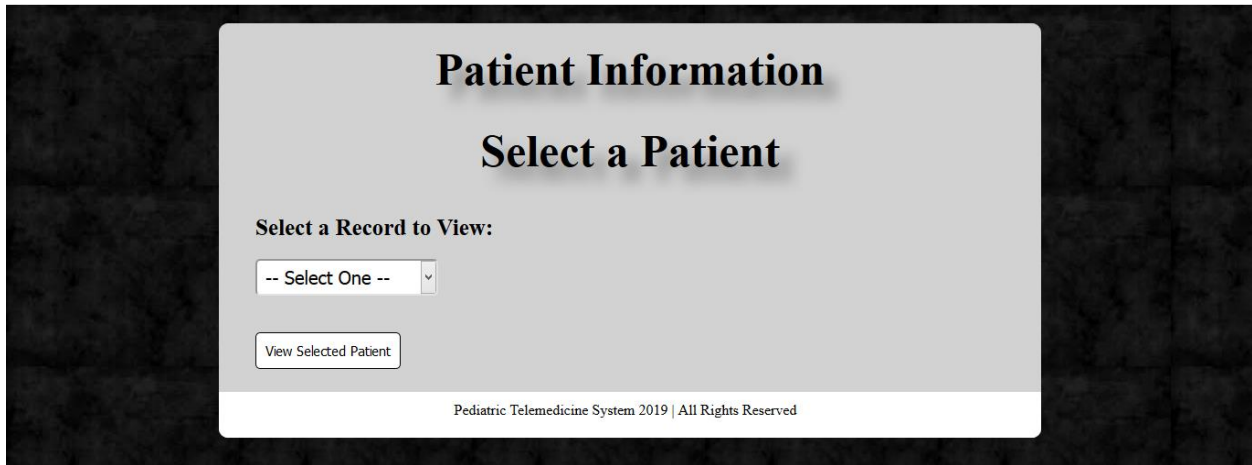 Patient Information
Select a Patient
Select a Record to View:
-- Select One --
View Selected Patient
Pediatric Telemedicine System 2019 | All Rights Reserved